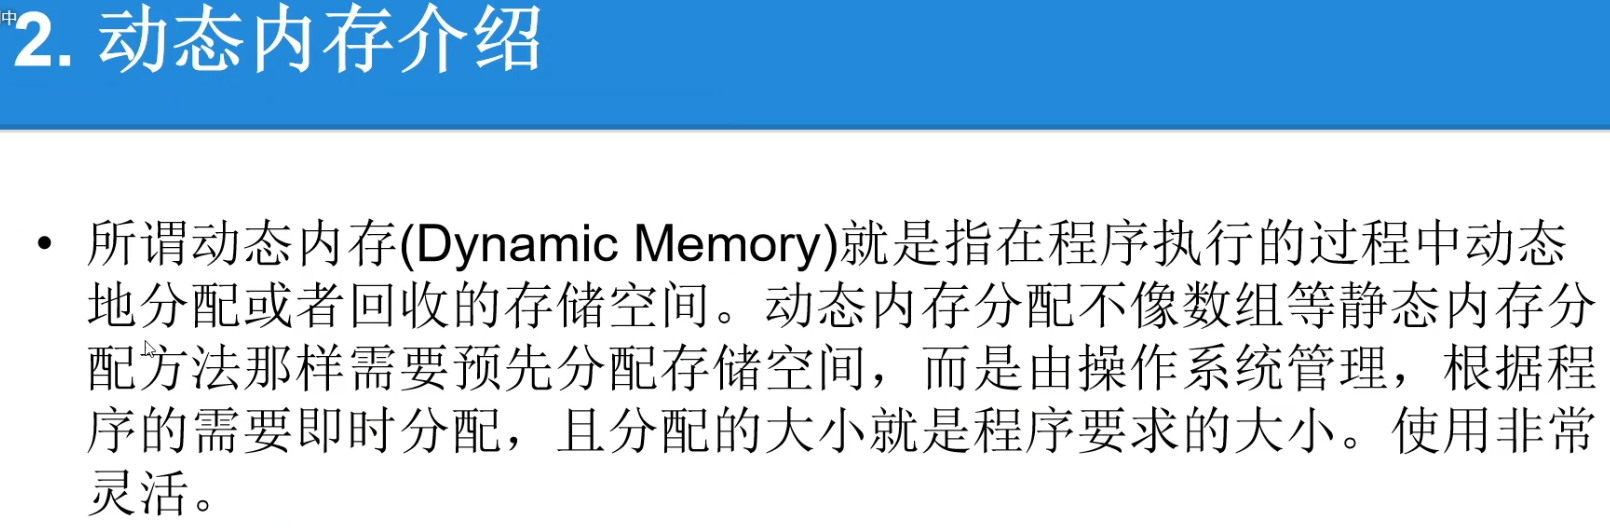 中
2. 动态内存介绍
• 所谓动态内存(Dynamic Memory)就是指在程序执行的过程中动态
地分配或者回收的存储空间。动态内存分配不像数组等静态内存分
配方法那样需要预先分配存储空间，而是由操作系统管理，根据程
序的需要即时分配，且分配的大小就是程序要求的大小。使用非常
灵活。